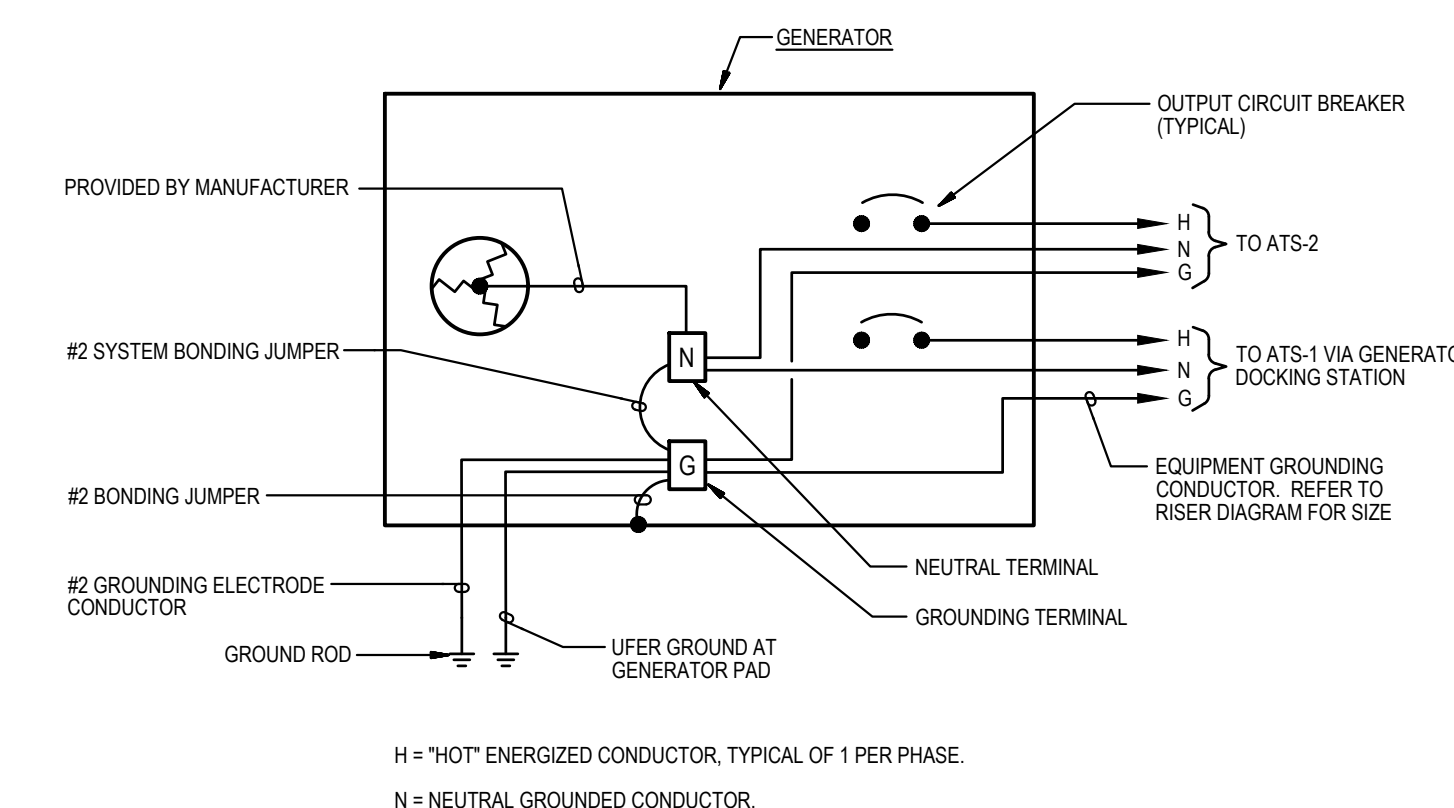 GENERATOR
OUTPUT CIRCUIT BREAKER
(TYPICAL)
PROVIDED BY MANUFACTURER
H
N
G
TO ATS-2
#2 SYSTEM BONDING JUMPER
N
H
N
G
TO ATS-1 VIA GENERATO
DOCKING STATION
G
#2 BONDING JUMPER
EQUIPMENT GROUNDING
CONDUCTOR. REFER TO
RISER DIAGRAM FOR SIZE
NEUTRAL TERMINAL
#2 GROUNDING ELECTRODE
CONDUCTOR
GROUNDING TERMINAL
GROUND ROD
UFER GROUND AT
GENERATOR PAD
H = "HOT" ENERGIZED CONDUCTOR, TYPICAL OF 1 PER PHASE.
N = NEUTRAL GROUNDED CONDUCTOR.